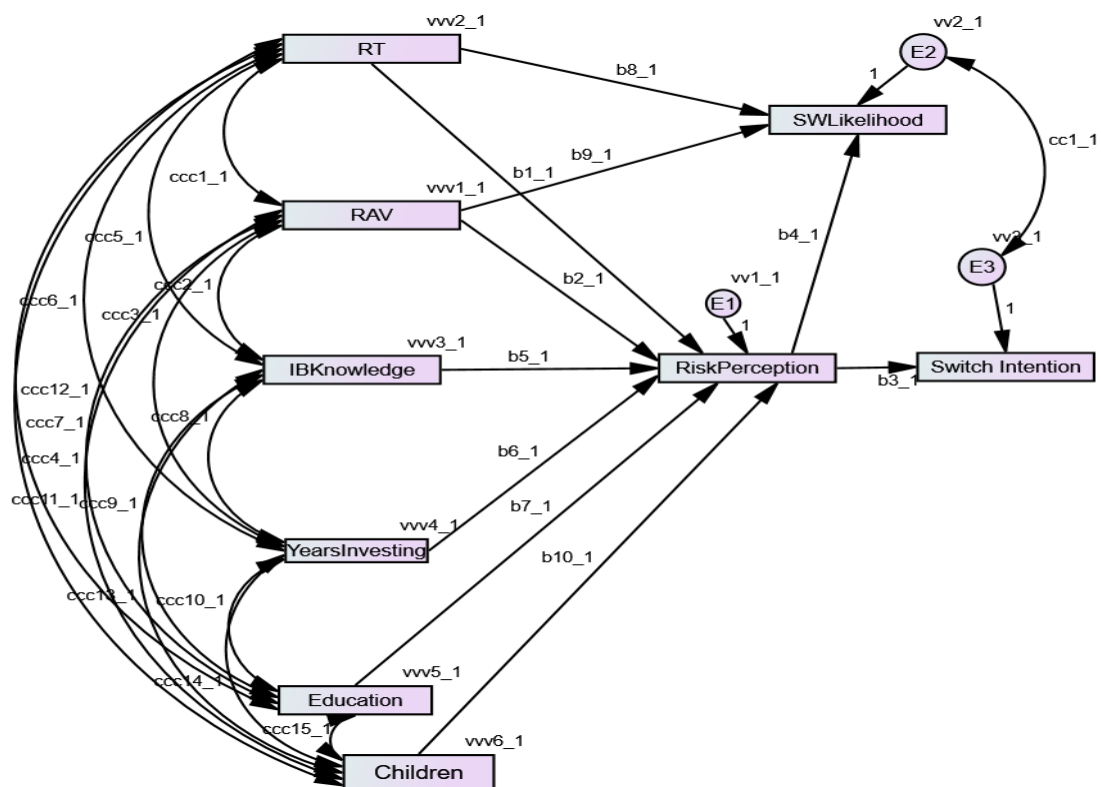 vvv2_1
RT
vv2_1
E2
1
b8_1
SWLikelihood
cc1_1
b9_1
ccc1_1
b1_1
vvv1_1
RAV
ccc5_1
b4_1
vv3_1
E3
b2_1
vv1_1
ccc2_1
ccc6_1
ccc3_1
E1
1
1
vvv3_1
IBKnowledge
b5_1
RiskPerception
b3_1
Switch Intention
ccc12_1
ccc7_1
ccc8_1
ccc4_1
b6_1
ccc11_1
ccc9_1
b7_1
vvv4_1
YearsInvesting
b10_1
ccc13_1
ccc10_1
vvv5_1
ccc14_1
Education
ccc15_1
vvv6_1
Children